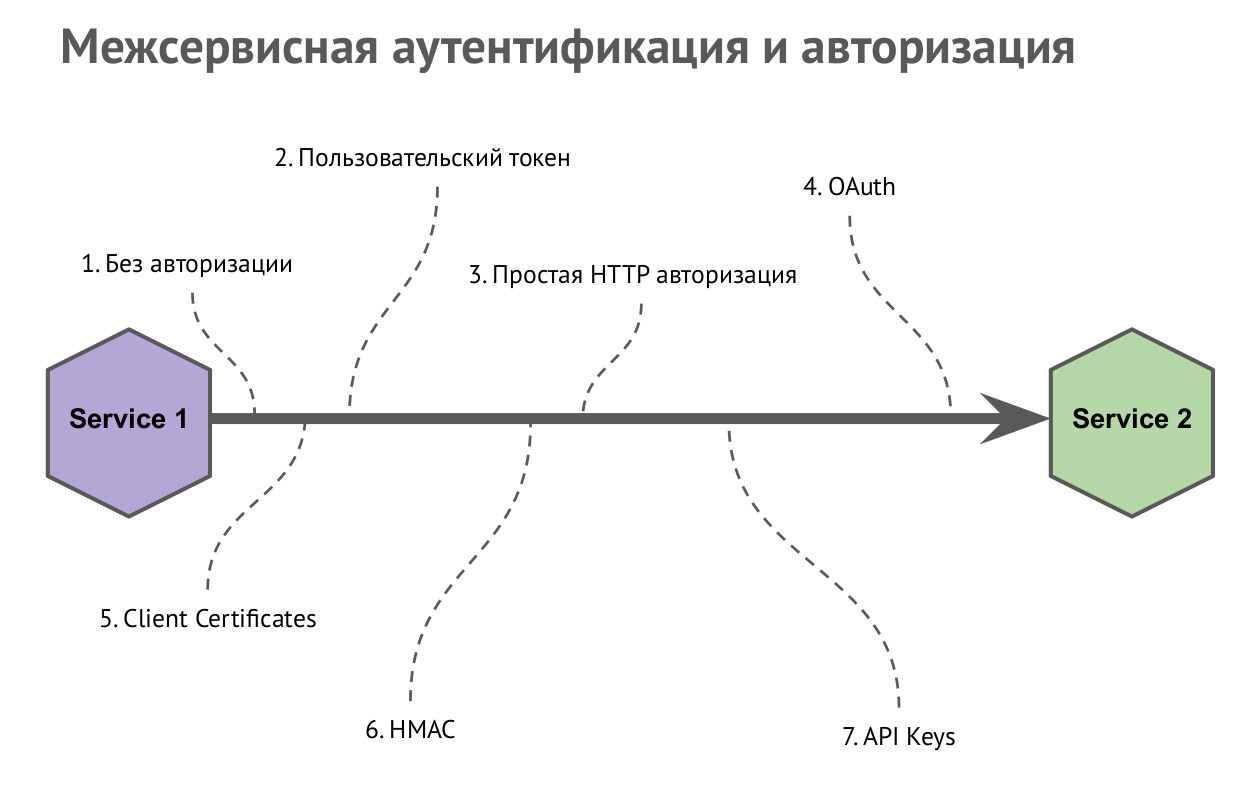 Межсервисная аутентификация и авторизация
2. Пользовательский токен
4. OAuth
1. Без авторизации
3. Простая HTTP авторизация
Service 1
Service 2
5. Client Certificates
6. HMAC
7. API Keys